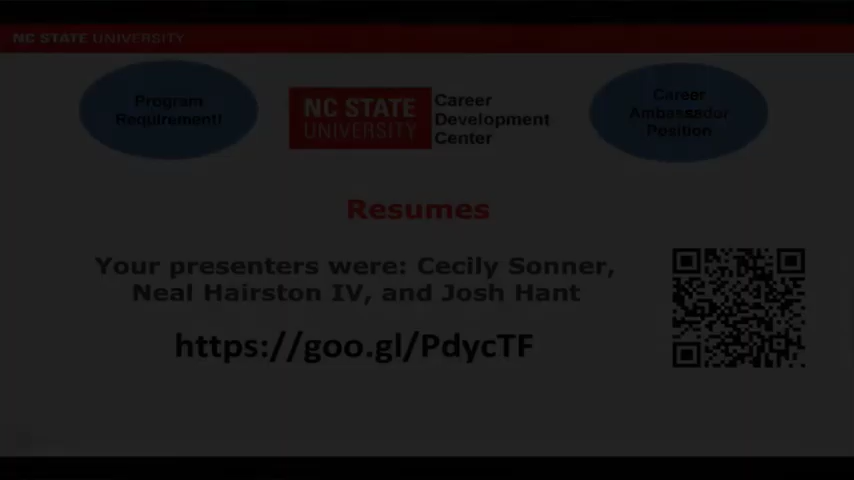 NC STATE UNIVERSITY
Program
Requirement!
NC STATE
UNIVERSITY
Career
Development
Center
Career
Ambassador
Position
Resumes
Your presenters were: Cecily Sonner,
Neal Hairston IV, and Josh Hant
https://goo.gl/PdycTF